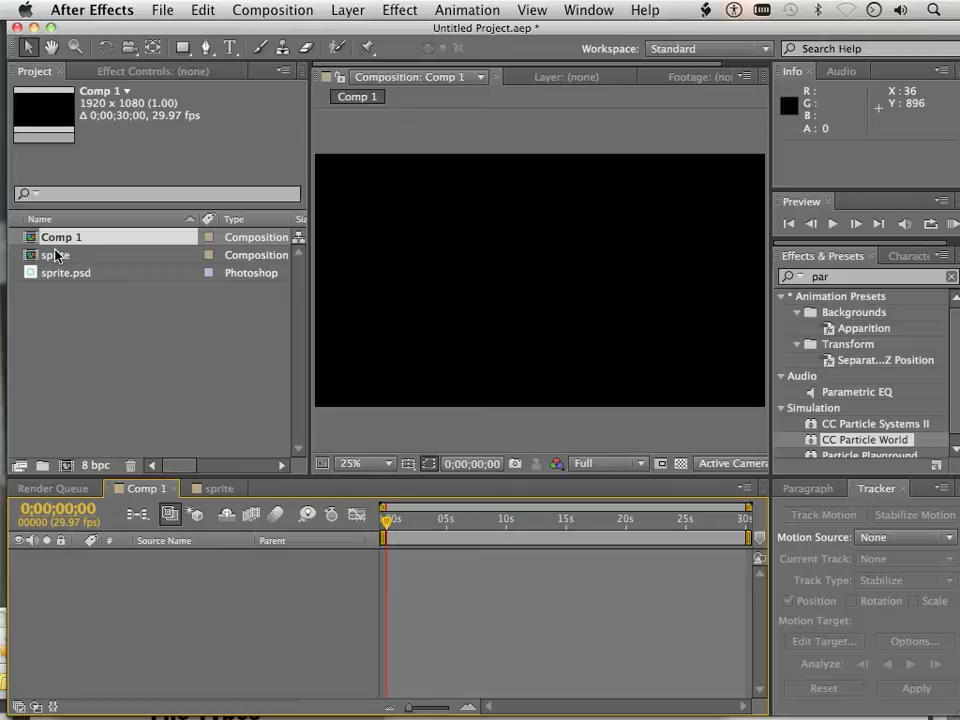 After Effects File Edit Composition Layer Effect Animation View Window Help
Untitled Project.aep *
Workspace: Standard Search Help
Project Effect Controls: (none) Composition: Comp 1 Layer: (none) Footage: (no Info Audio
Comp 1
1920 x 1080 (1.00)
Δ 0;00;30;00, 29.97 fps
Comp 1
R :
G :
B :
A : 0
X : 36
Y : 896
Preview
Name Type Siz
Comp 1 Composition
Composition
sprite.psd Photoshop
Effects & Presets Charact
par
* Animation Presets
Backgrounds
Apparition
Transform
Separat...Z Position
Audio
Parametric EQ
Simulation
CC Particle Systems II
CC Particle World
Particle Playground
8 bpc
25% 0;00;00;00 Full Active Camera
Render Queue Comp 1 sprite
Paragraph Tracker
0;00;00;00
00000 (29.97 fps)
05s 10s 15s 20s 25s 30s
# Source Name Parent
Track Motion Stabilize Motion
Motion Source: None
Current Track: None
Track Type: Stabilize
Position Rotation Scale
Motion Target:
Edit Target... Options...
Analyze:
Reset Apply